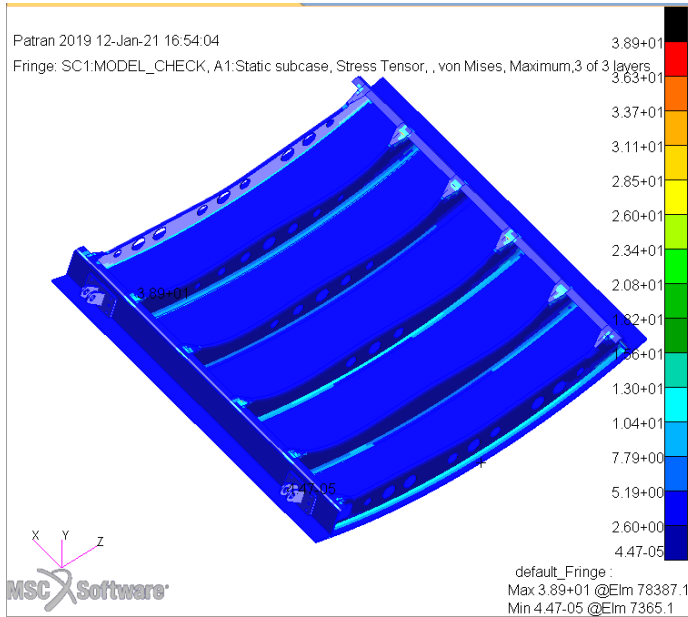 Patran 2019 12-Jan-21 16:54:04
Fringe: SC1:MODEL_CHECK, A1:Static subcase, Stress Tensor, , von Mises, Maximum,3 of 3 layers
3.89+01
3.63+01
3.37+01
3.11+01
2.85+01
2.60+01
2.34+01
2.08+01
1.82+01
1.56+01
1.30+01
1.04+01
7.79+00
5.19+00
2.60+00
4.47-05
3.89+01
4.47-05
X
Y
Z
MSC Software
default_Fringe :
Max 3.89+01 @Elm 78387.1
Min 4.47-05 @Elm 7365.1